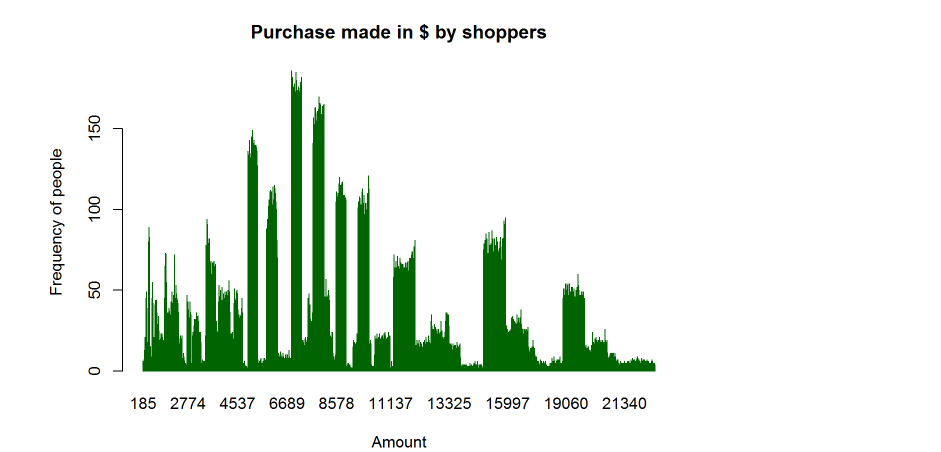 Purchase made in $ by shoppers
Frequency of people
150
100
50
0
185 2774 4537 6689 8578 11137 13325 15997 19060 21340
Amount